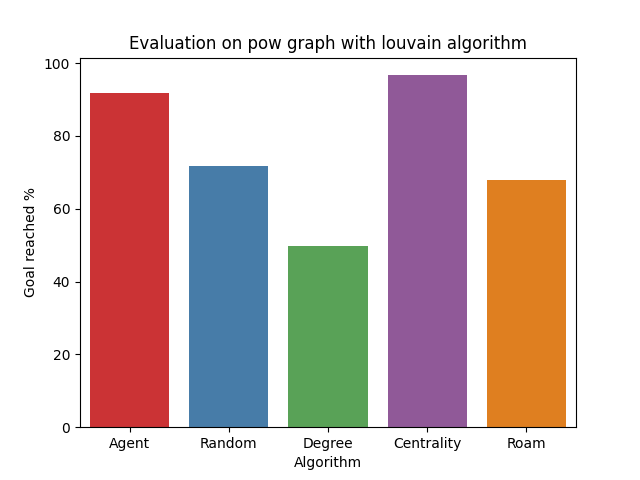 Evaluation on pow graph with louvain algorithm
100
80
60
40
20
0
Goal reached %
Agent Random Degree Centrality Roam
Algorithm